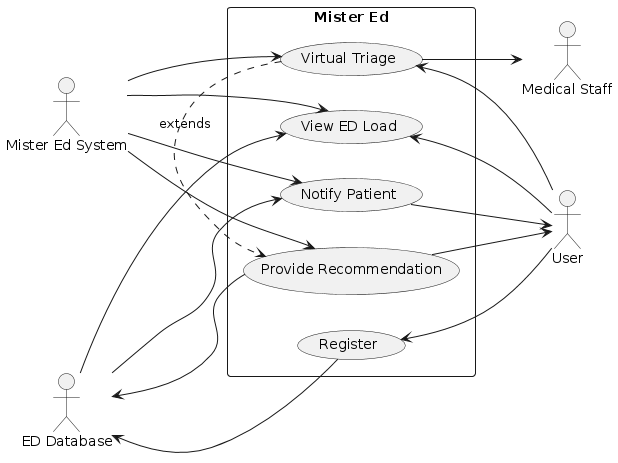 Mister Ed
Virtual Triage
Medical Staff
extends
View ED Load
Mister Ed System
Notify Patient
User
Provide Recommendation
Register
ED Database